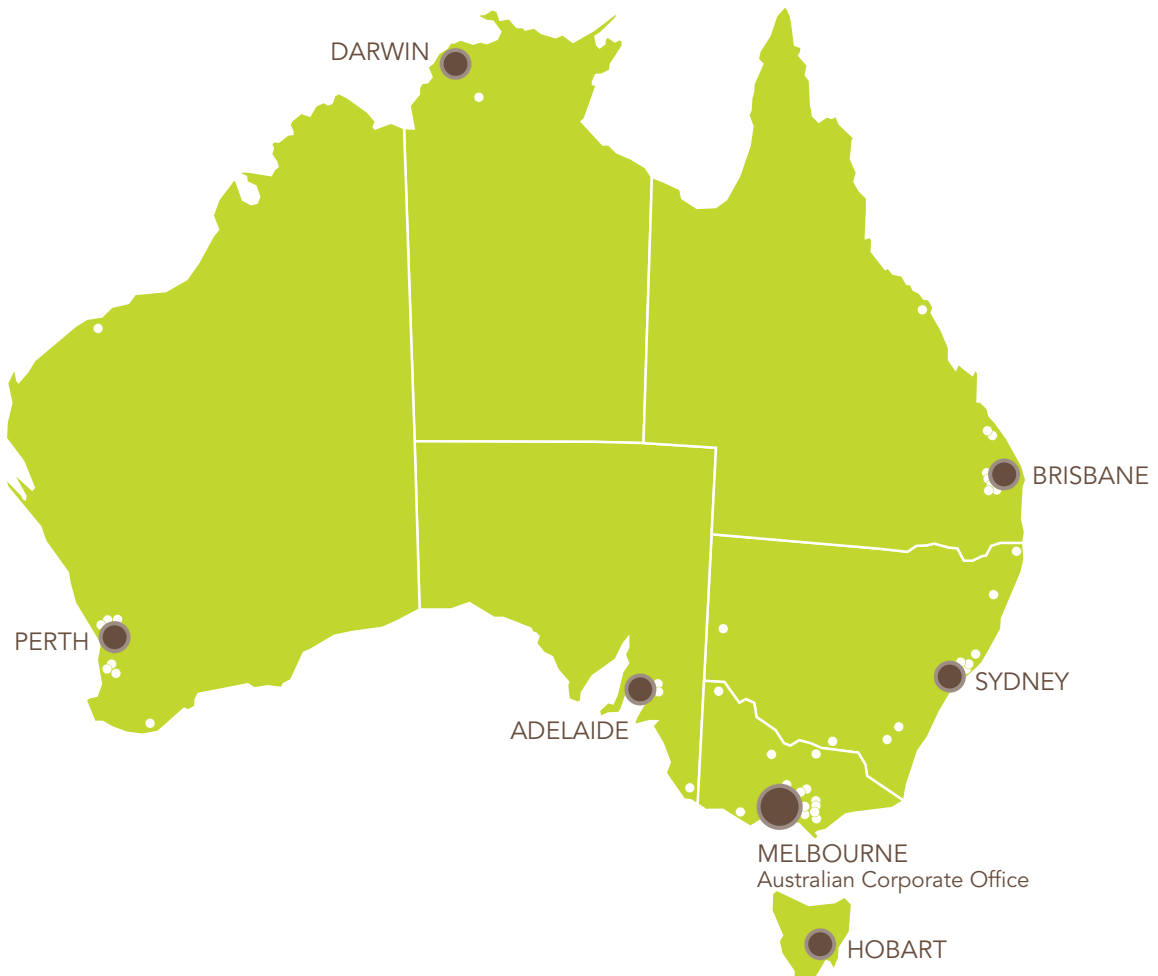 DARWIN
BRISBANE
PERTH
SYDNEY
ADELAIDE
MELBOURNE
Australian Corporate Office
HOBART